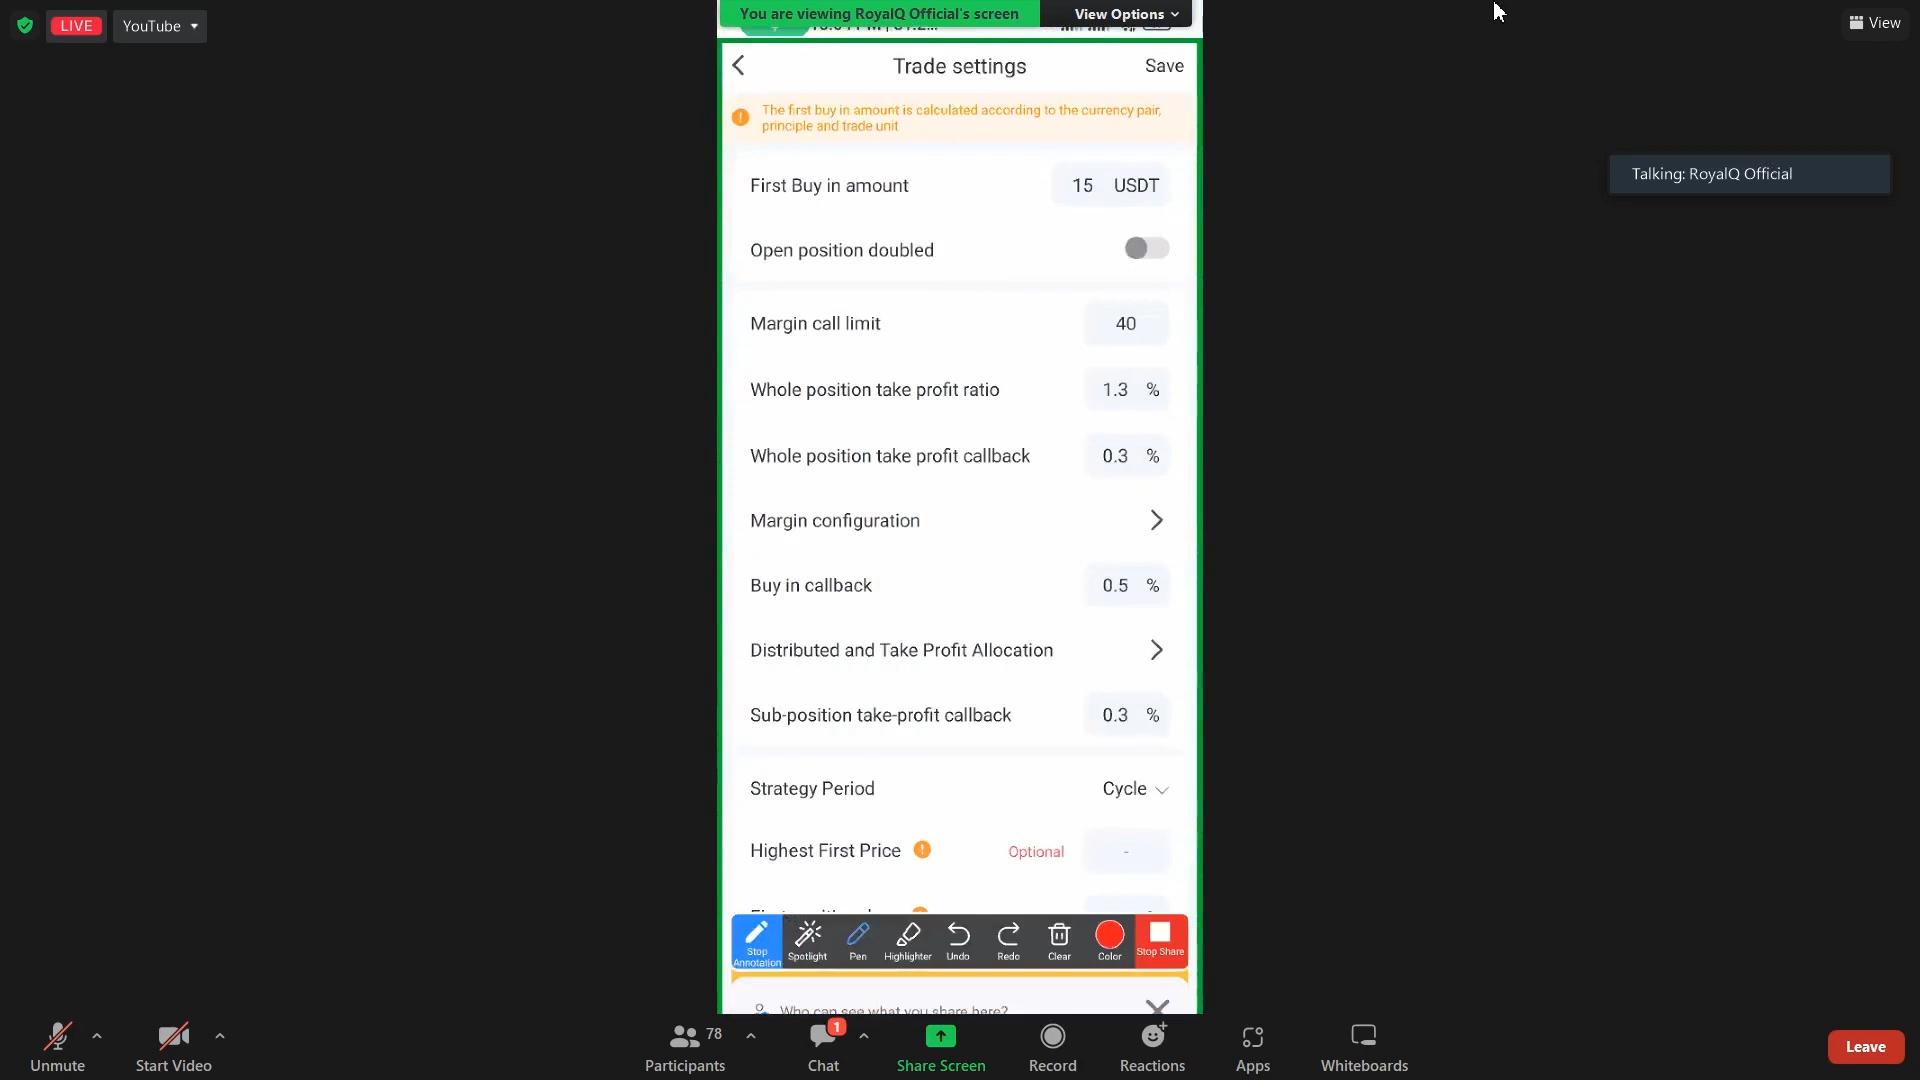 LIVE
YouTube
You are viewing RoyalQ Official's screen
View Options
View
Talking: RoyalQ Official
Trade settings
Save
The first buy in amount is calculated according to the currency pair,
principle and trade unit
First Buy in amount 15 USDT
Open position doubled
Margin call limit 40
Whole position take profit ratio 1.3 %
Whole position take profit callback 0.3 %
Margin configuration
Buy in callback 0.5 %
Distributed and Take Profit Allocation
Sub-position take-profit callback 0.3 %
Strategy Period Cycle
Highest First Price Optional -
Stop
Annotation
Spotlight
Pen
Highlighter
Undo
Redo
Clear
Color
Stop Share
Who can see what you share here?
Unmute
Start Video
78
Participants
1
Chat
Share Screen
Record
Reactions
Apps
Whiteboards
Leave